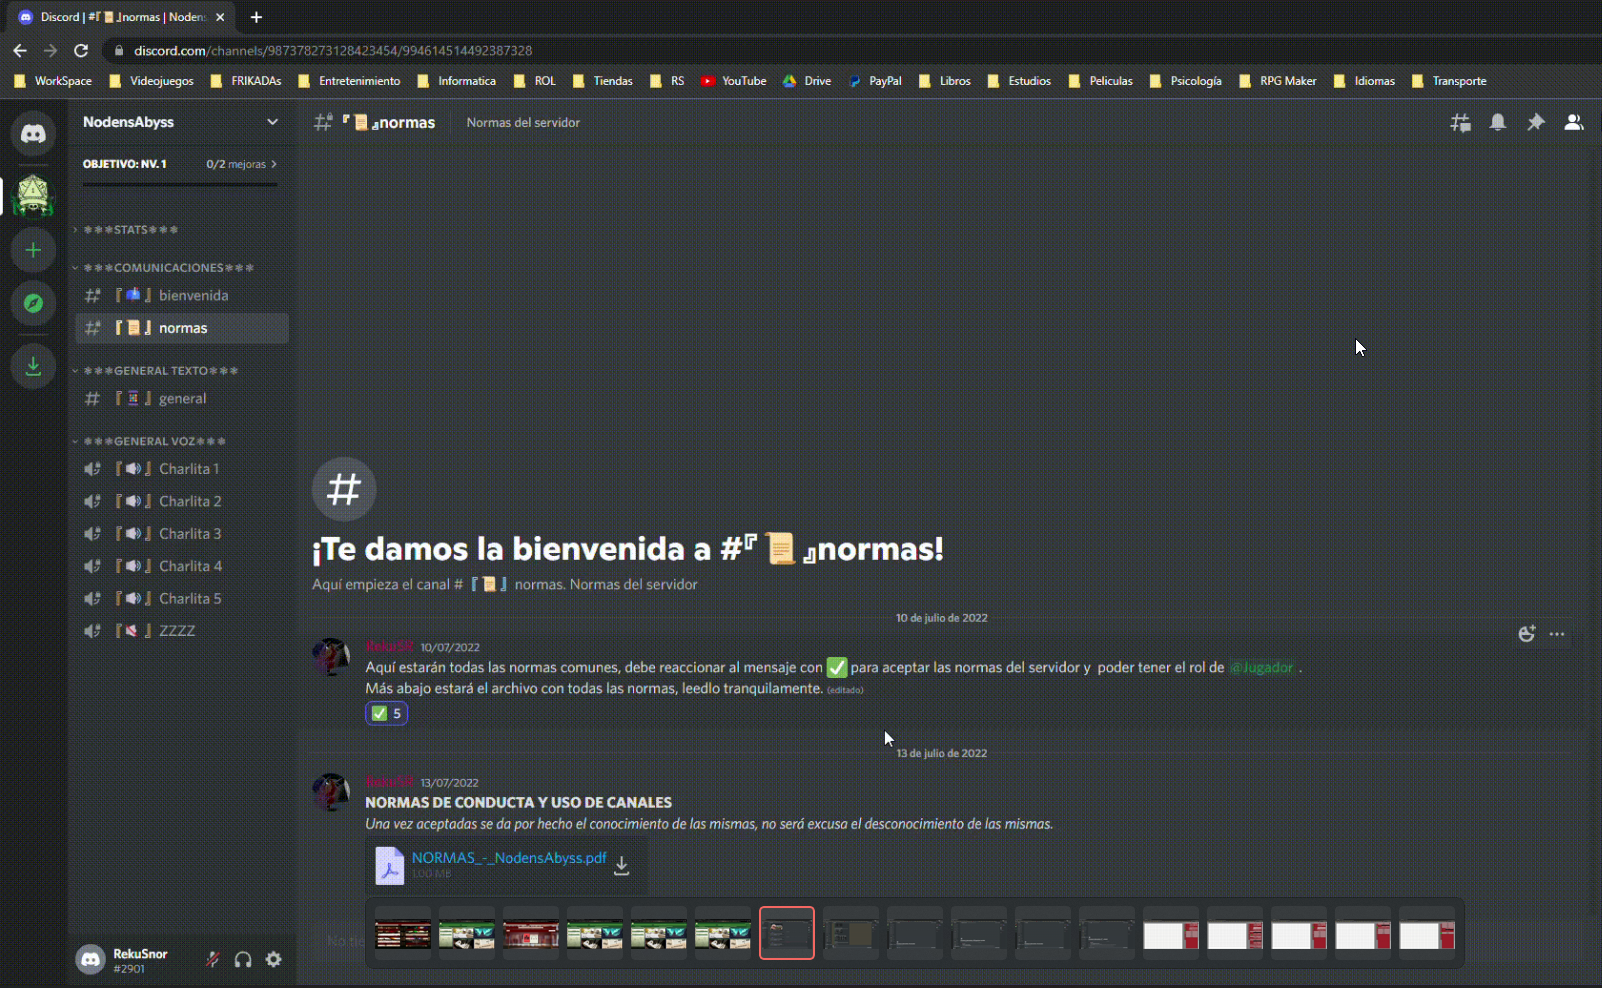 Discord | #『📜』normas | Nodens
discord.com/channels/987378273128423454/994614514492387328
WorkSpace Videojuegos FRIKADAs Entretenimiento Informatica ROL Tiendas RS YouTube Drive PayPal Libros Estudios Peliculas Psicología RPG Maker Idiomas Transporte
NodensAbyss
『📜』normas Normas del servidor
OBJETIVO: NV. 1 0/2 mejoras >
***STATS***
***COMUNICACIONES***
『📫』bienvenida
『📜』normas
***GENERAL TEXTO***
『🧵』general
***GENERAL VOZ***
『🔊』Charlita 1
『🔊』Charlita 2
『🔊』Charlita 3
『🔊』Charlita 4
『🔊』Charlita 5
『🔇』ZZZZ
RekuSnor
#2901
¡Te damos la bienvenida a #『📜』normas!
Aquí empieza el canal #『📜』normas. Normas del servidor
10 de julio de 2022
10/07/2022
Aquí estarán todas las normas comunes, debe reaccionar al mensaje con ✅ para aceptar las normas del servidor y poder tener el rol de @Jugador .
Más abajo estará el archivo con todas las normas, leedlo tranquilamente. (editado)
✅ 5
13 de julio de 2022
13/07/2022
NORMAS DE CONDUCTA Y USO DE CANALES
Una vez aceptadas se da por hecho el conocimiento de las mismas, no será excusa el desconocimiento de las mismas.
NORMAS_-_NodensAbyss.pdf
1.00 MB
No tie